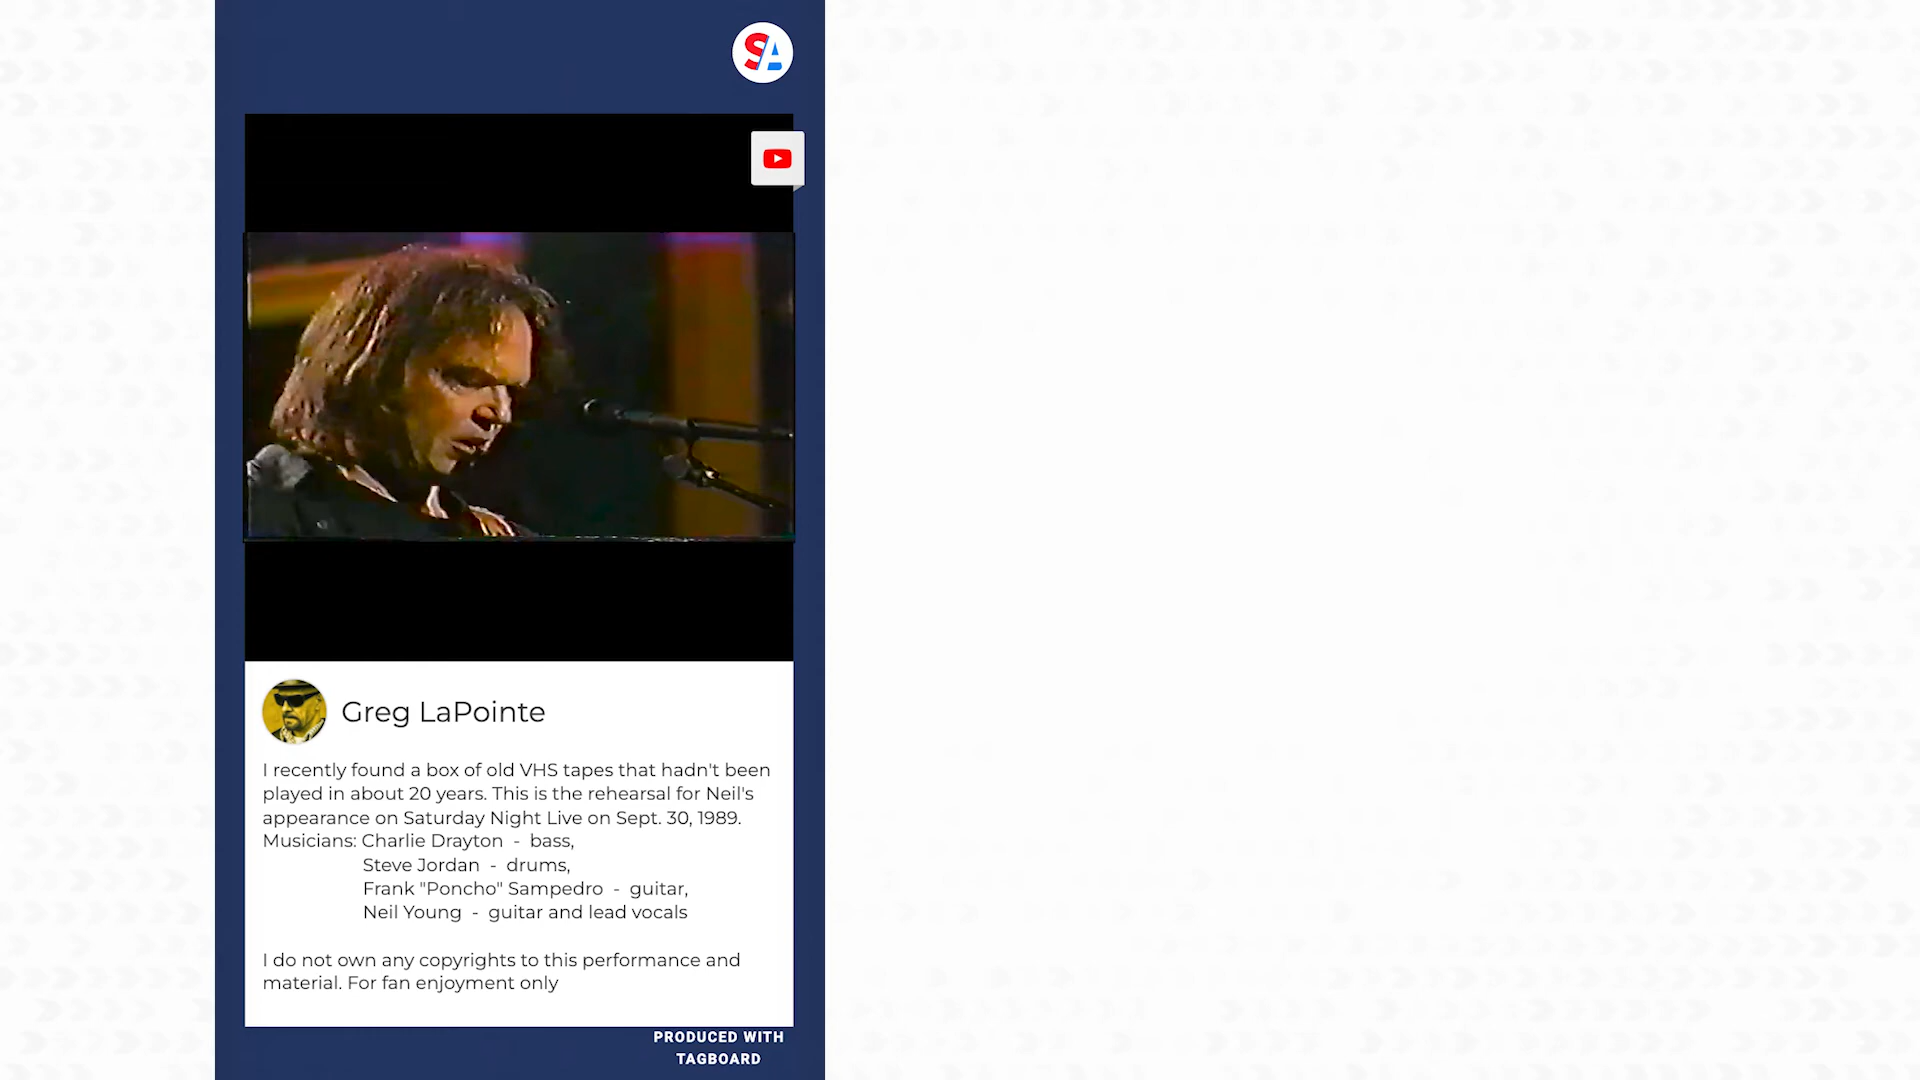 SA
Greg LaPointe
I recently found a box of old VHS tapes that hadn't been
played in about 20 years. This is the rehearsal for Neil's
appearance on Saturday Night Live on Sept. 30, 1989.
Musicians: Charlie Drayton - bass,
Steve Jordan - drums,
Frank "Poncho" Sampedro - guitar,
Neil Young - guitar and lead vocals
I do not own any copyrights to this performance and
material. For fan enjoyment only
PRODUCED WITH
TAGBOARD